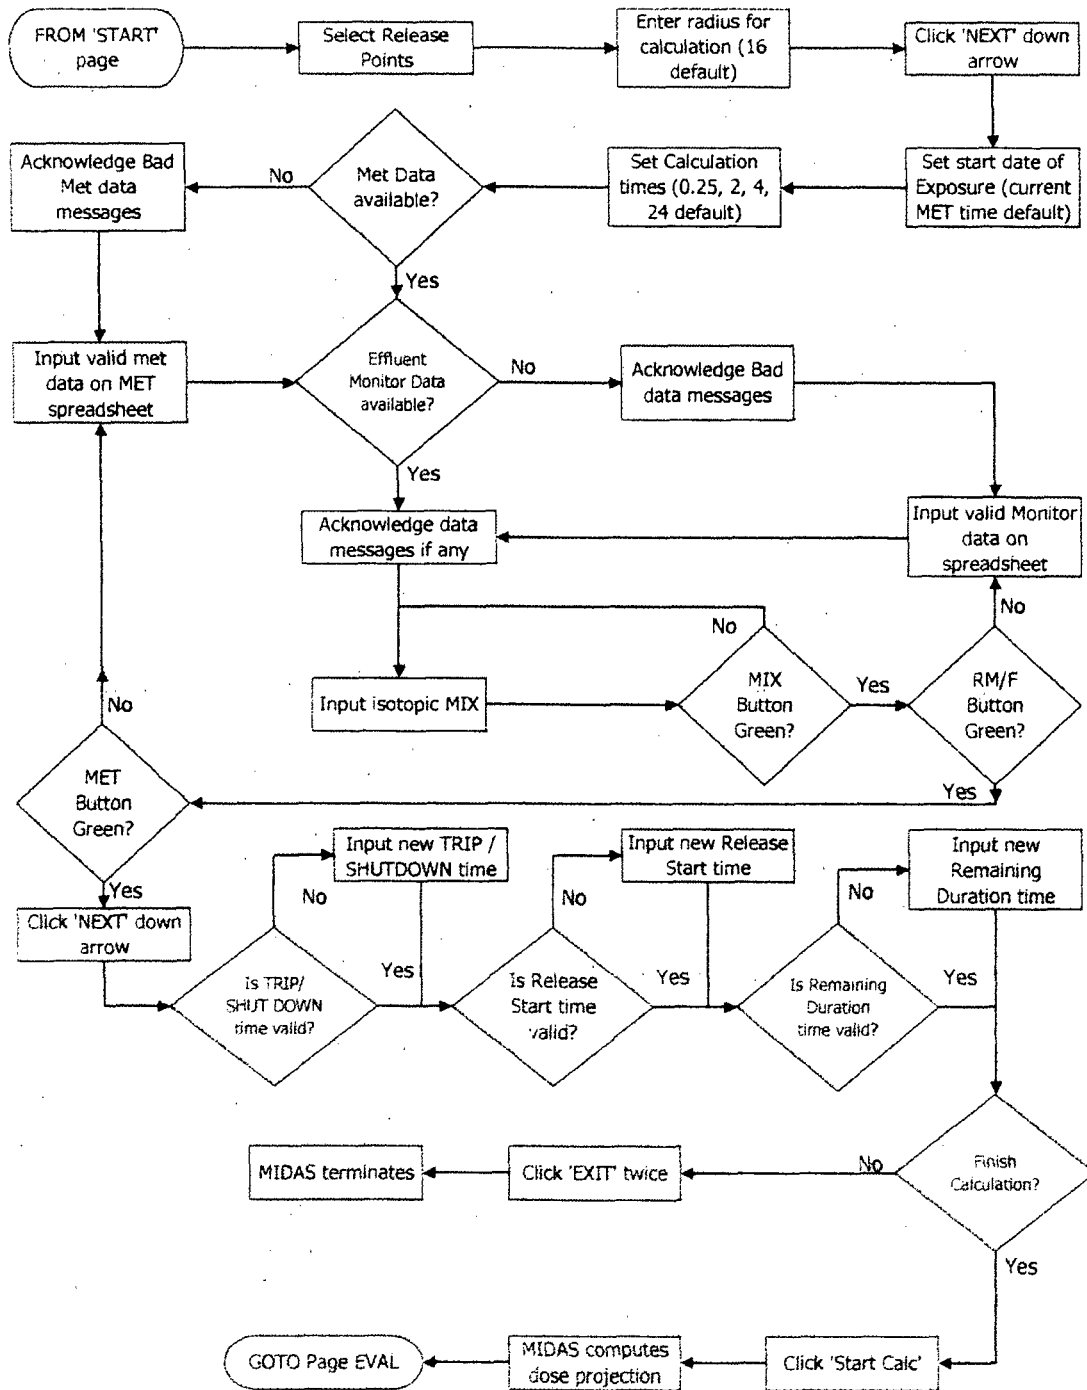 FROM 'START'
page
Select Release
Points
Enter radius for
calculation (16
default)
Click 'NEXT' down
arrow
Set start date of
Exposure (current
MET time default)
Set Calculation
times (0.25, 2, 4,
24 default)
Met Data
available?
No
Yes
Acknowledge Bad
Met data
messages
Input valid met
data on MET
spreadsheet
Effluent
Monitor Data
available?
No
Yes
Acknowledge Bad
data messages
Input valid Monitor
data on
spreadsheet
Acknowledge data
messages if any
Input isotopic MIX
MIX
Button
Green?
No
Yes
RM/F
Button
Green?
No
Yes
MET
Button
Green?
No
Yes
Click 'NEXT' down
arrow
Is TRIP/
SHUT DOWN
time valid?
No
Yes
Input new TRIP /
SHUTDOWN time
Is Release
Start time
valid?
No
Yes
Input new Release
Start time
Is Remaining
Duration
time valid?
No
Yes
Input new
Remaining
Duration time
Finish
Calculation?
No
Yes
Click 'EXIT' twice
MIDAS terminates
Click 'Start Calc'
MIDAS computes
dose projection
GOTO Page EVAL